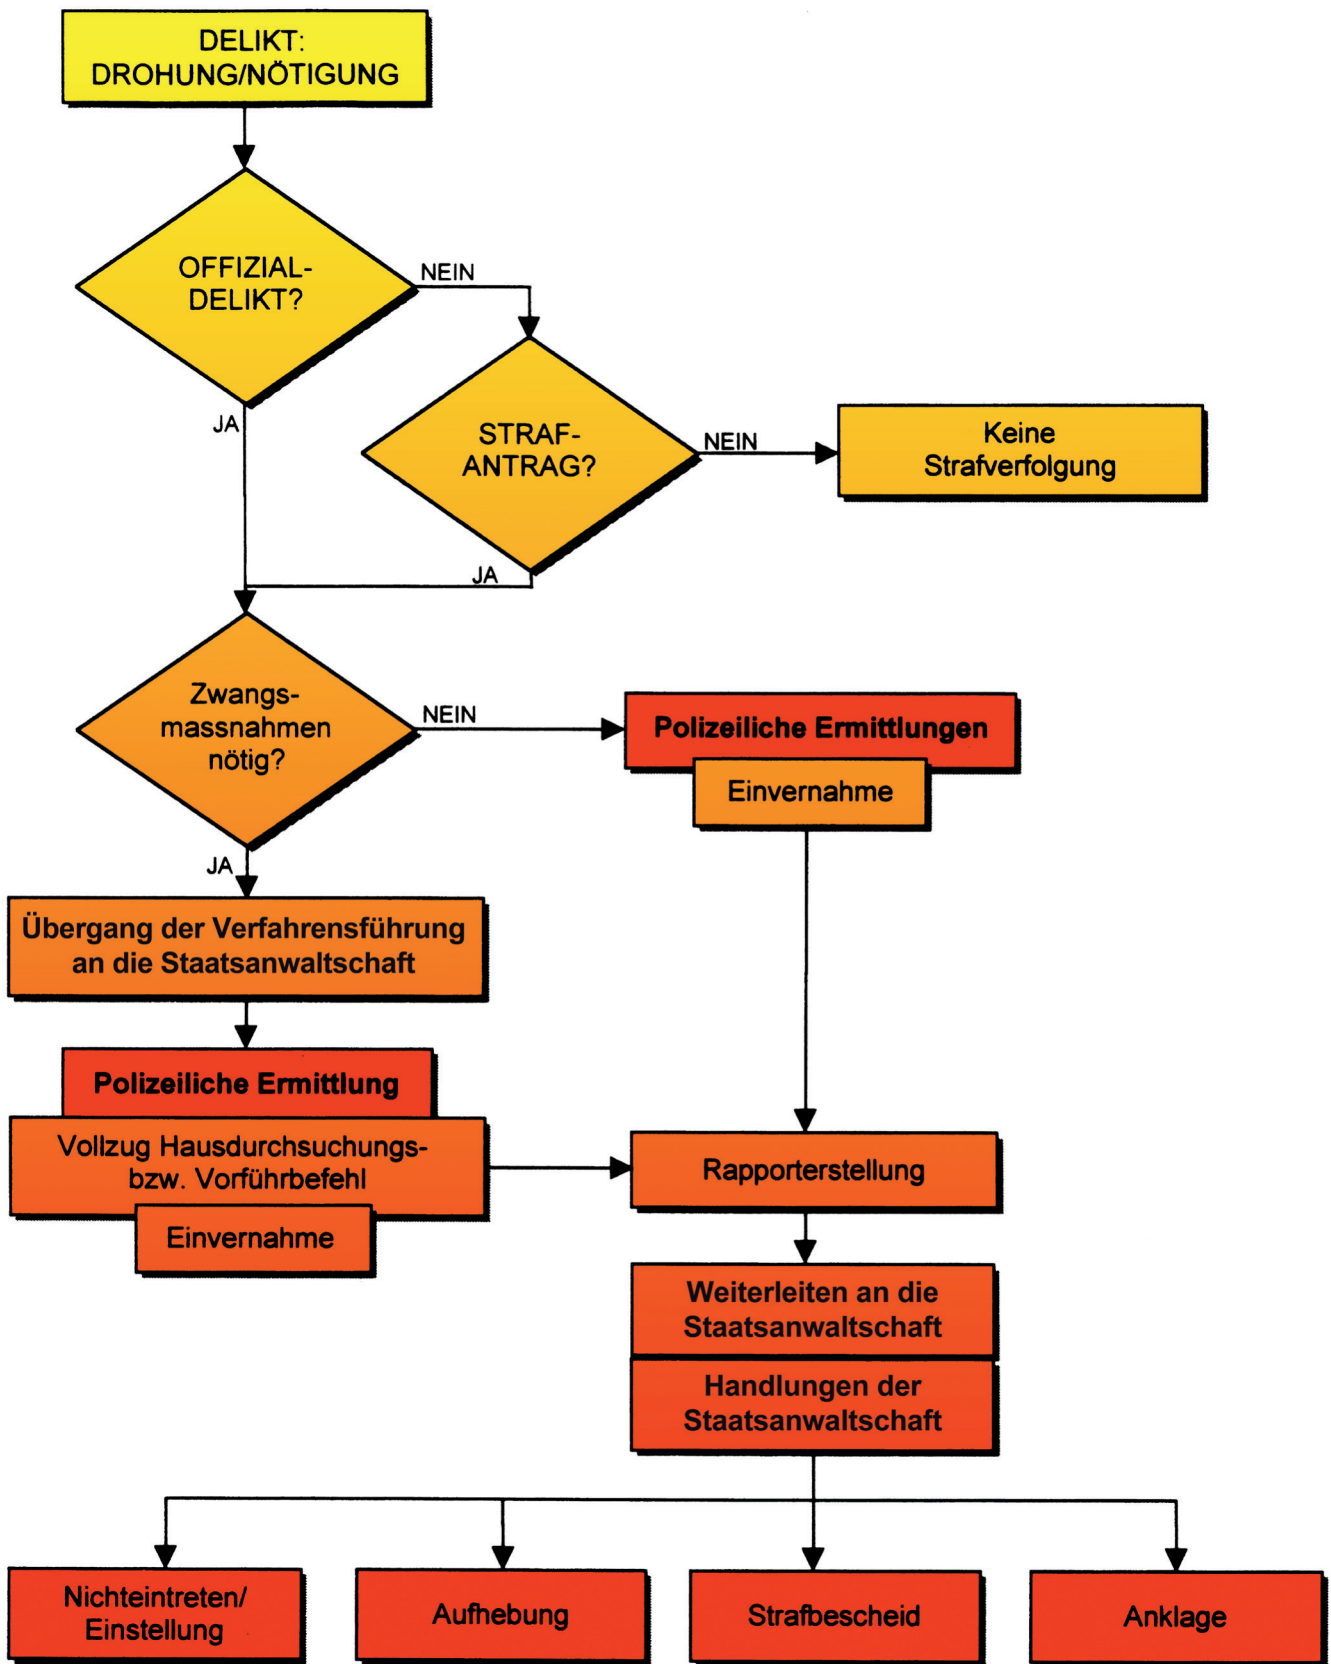 DELIKT:
DROHUNG/NÖTIGUNG
OFFIZIAL-
DELIKT?
NEIN
JA
STRAF-
ANTRAG?
NEIN
Keine
Strafverfolgung
JA
Zwangs-
massnahmen
nötig?
NEIN
Polizeiliche Ermittlungen
Einvernahme
JA
Übergang der Verfahrensführung
an die Staatsanwaltschaft
Polizeiliche Ermittlung
Vollzug Hausdurchsuchungs-
bzw. Vorführbefehl
Einvernahme
Rapporterstellung
Weiterleiten an die
Staatsanwaltschaft
Handlungen der
Staatsanwaltschaft
Nichteintreten/
Einstellung
Aufhebung
Strafbescheid
Anklage